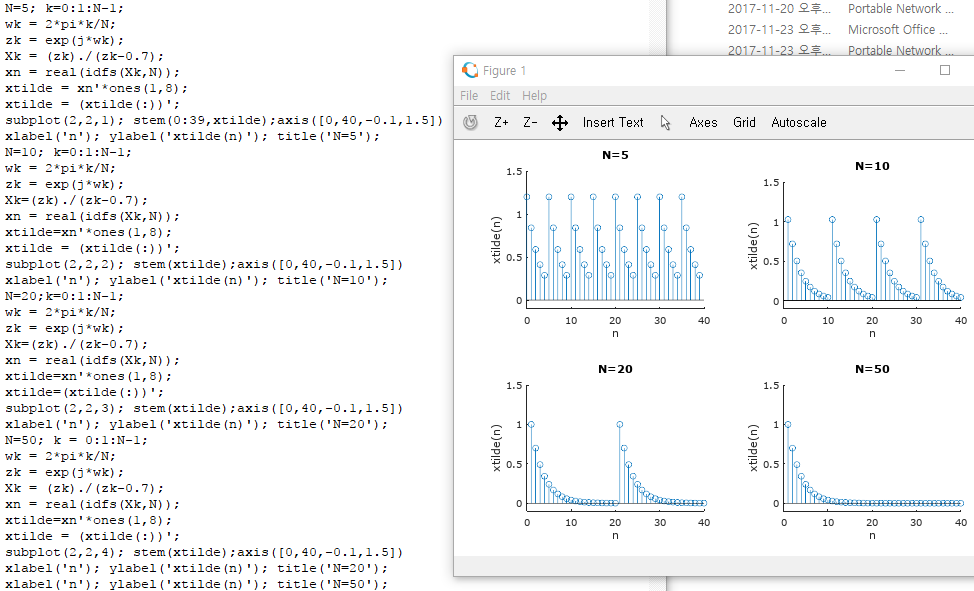 N=5; k=0:1:N-1;
wk = 2*pi*k/N;
zk = exp(j*wk);
Xk = (zk)./(zk-0.7);
xn = real(idfs(Xk,N));
xtilde = xn'*ones(1,8);
xtilde = (xtilde(:))';
subplot(2,2,1); stem(0:39,xtilde);axis([0,40,-0.1,1.5])
xlabel('n'); ylabel('xtilde(n)'); title('N=5');
N=10; k=0:1:N-1;
wk = 2*pi*k/N;
zk = exp(j*wk);
Xk=(zk)./(zk-0.7);
xn = real(idfs(Xk,N));
xtilde=xn'*ones(1,8);
xtilde = (xtilde(:))';
subplot(2,2,2); stem(xtilde);axis([0,40,-0.1,1.5])
xlabel('n'); ylabel('xtilde(n)'); title('N=10');
N=20;k=0:1:N-1;
wk = 2*pi*k/N;
zk = exp(j*wk);
Xk=(zk)./(zk-0.7);
xn = real(idfs(Xk,N));
xtilde=xn'*ones(1,8);
xtilde=(xtilde(:))';
subplot(2,2,3); stem(xtilde);axis([0,40,-0.1,1.5])
xlabel('n'); ylabel('xtilde(n)'); title('N=20');
N=50; k = 0:1:N-1;
wk = 2*pi*k/N;
zk = exp(j*wk);
Xk = (zk)./(zk-0.7);
xn = real(idfs(Xk,N));
xtilde=xn'*ones(1,8);
xtilde = (xtilde(:))';
subplot(2,2,4); stem(xtilde);axis([0,40,-0.1,1.5])
xlabel('n'); ylabel('xtilde(n)'); title('N=20');
xlabel('n'); ylabel('xtilde(n)'); title('N=50');
2017-11-20 오후... Portable Network ...
2017-11-23 오후... Microsoft Office ...
2017-11-23 오후... Portable Network ...
Figure 1
File Edit Help
Z+ Z- Insert Text Axes Grid Autoscale
N=5
1.5
1
0.5
0
xtilde(n)
0 10 20 30 40
n
N=10
1.5
1
0.5
0
xtilde(n)
0 10 20 30 40
n
N=20
1.5
1
0.5
0
xtilde(n)
0 10 20 30 40
n
N=50
1.5
1
0.5
0
xtilde(n)
0 10 20 30 40
n